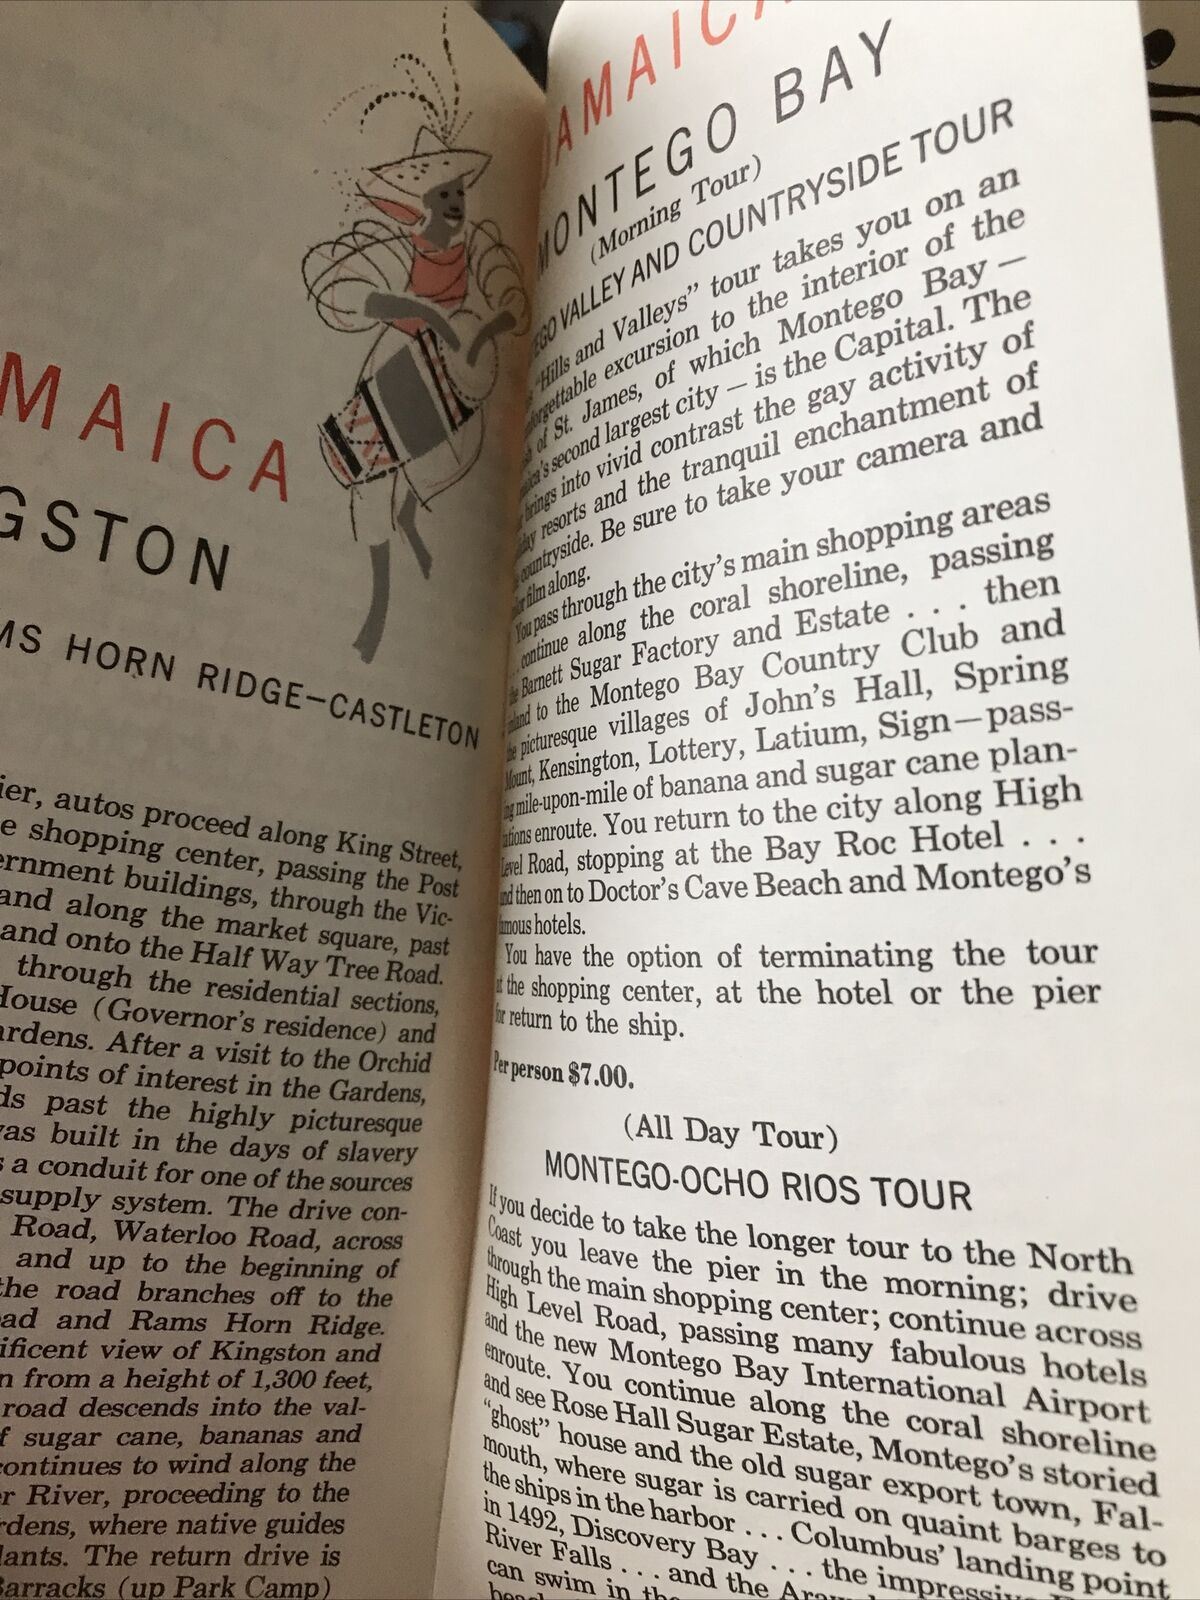 MAICA
GSTON
MS HORN RIDGE—CASTLETON
ier, autos proceed along King Street,
e shopping center, passing the Post
ernment buildings, through the Vic-
and along the market square, past
and onto the Half Way Tree Road.
through the residential sections,
House (Governor's residence) and
ardens. After a visit to the Orchid
points of interest in the Gardens,
ds past the highly picturesque
was built in the days of slavery
s a conduit for one of the sources
supply system. The drive con-
Road, Waterloo Road, across
and up to the beginning of
the road branches off to the
ad and Rams Horn Ridge.
ificent view of Kingston and
n from a height of 1,300 feet,
road descends into the val-
f sugar cane, bananas and
continues to wind along the
er River, proceeding to the
rdens, where native guides
lants. The return drive is
Barracks (up Park Camp)
JAMAICA
MONTEGO BAY
(Morning Tour)
EGO VALLEY AND COUNTRYSIDE TOUR
"Hills and Valleys" tour takes you on an
forgettable excursion to the interior of the
of St. James, of which Montego Bay —
aica's second largest city — is the Capital. The
brings into vivid contrast the gay activity of
day resorts and the tranquil enchantment of
countryside. Be sure to take your camera and
film along.
You pass through the city's main shopping areas
. . . continue along the coral shoreline, passing
the Barnett Sugar Factory and Estate . . . then
inland to the Montego Bay Country Club and
the picturesque villages of John's Hall, Spring
Mount, Kensington, Lottery, Latium, Sign—pass-
ing mile-upon-mile of banana and sugar cane plan-
tations enroute. You return to the city along High
Level Road, stopping at the Bay Roc Hotel . . .
and then on to Doctor's Cave Beach and Montego's
famous hotels.
You have the option of terminating the tour
at the shopping center, at the hotel or the pier
for return to the ship.
Per person $7.00.
(All Day Tour)
MONTEGO-OCHO RIOS TOUR
If you decide to take the longer tour to the North
Coast you leave the pier in the morning; drive
through the main shopping center; continue across
High Level Road, passing many fabulous hotels
and the new Montego Bay International Airport
enroute. You continue along the coral shoreline
and see Rose Hall Sugar Estate, Montego's storied
"ghost" house and the old sugar export town, Fal-
mouth, where sugar is carried on quaint barges to
the ships in the harbor . . . Columbus' landing point
in 1492, Discovery Bay . . . the impressive
River Falls . . . and the
can swim in the